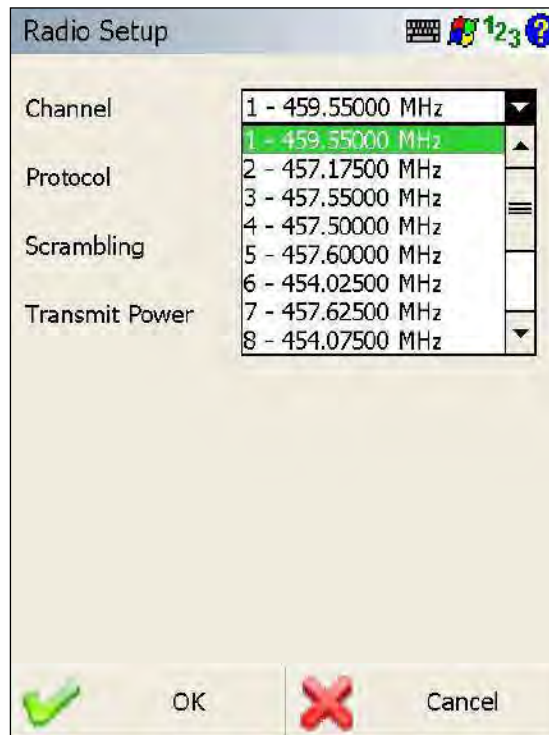 Radio Setup 123 ?
Channel 1 - 459.55000 MHz
1 - 459.55000 MHz
2 - 457.17500 MHz
Protocol
3 - 457.55000 MHz
4 - 457.50000 MHz
Scrambling
5 - 457.60000 MHz
6 - 454.02500 MHz
Transmit Power
7 - 457.62500 MHz
8 - 454.07500 MHz
OK Cancel